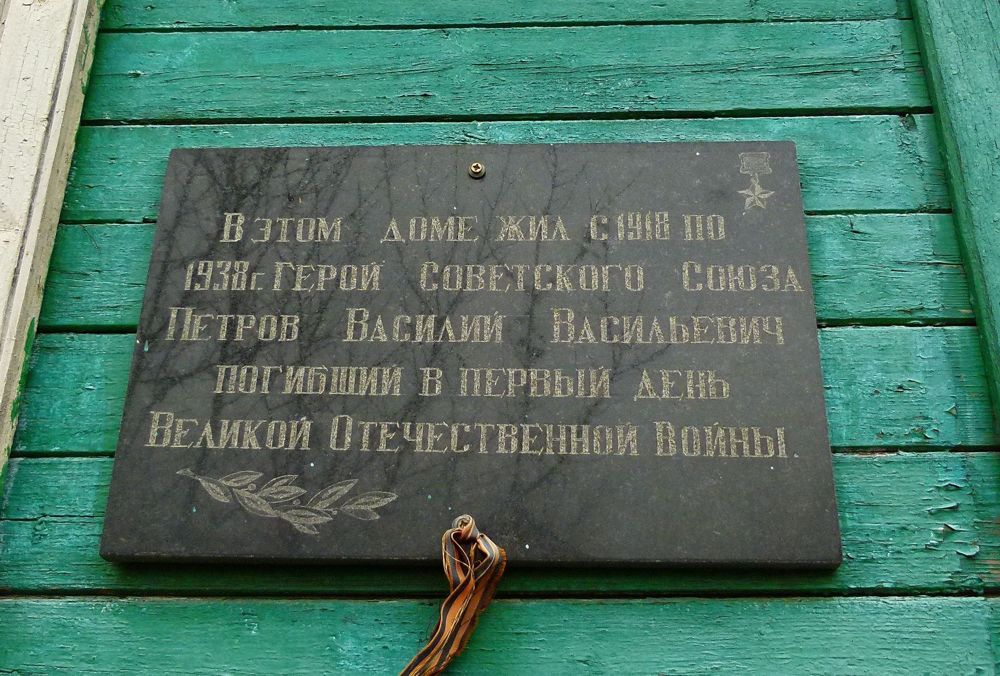 В ЭТОМ ДОМЕ ЖИЛ С 1918 ПО
1938г. ГЕРОЙ СОВЕТСКОГО СОЮЗА
ПЕТРОВ ВАСИЛИЙ ВАСИЛЬЕВИЧ
ПОГИБШИЙ В ПЕРВЫЙ ДЕНЬ
ВЕЛИКОЙ ОТЕЧЕСТВЕННОЙ ВОЙНЫ.